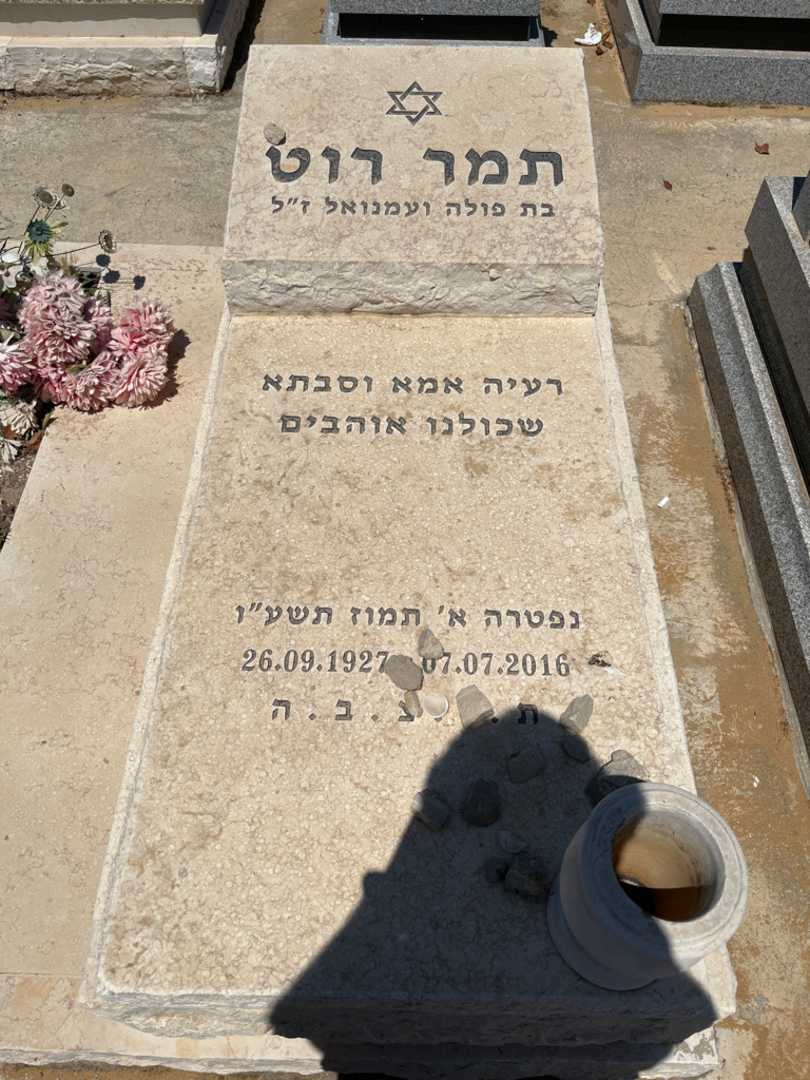 תמר רוט
בת פולה ועמנואל ז"ל
רעיה אמא וסבתא
שכולנו אוהבים
נפטרה א' תמוז תשע"ו
26.09.1927 07.07.2016
ת. צ. ב. ה